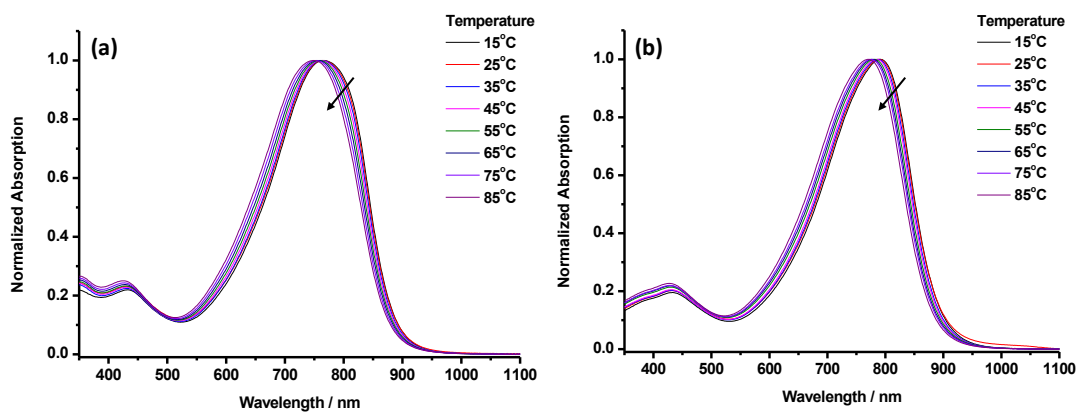 (a)
Temperature
15°C
25°C
35°C
45°C
55°C
65°C
75°C
85°C
Normalized Absorption
1.0
0.8
0.6
0.4
0.2
0.0
400 500 600 700 800 900 1000 1100
Wavelength / nm
(b)
Temperature
15°C
25°C
35°C
45°C
55°C
65°C
75°C
85°C
Normalized Absorption
1.0
0.8
0.6
0.4
0.2
0.0
400 500 600 700 800 900 1000 1100
Wavelength / nm